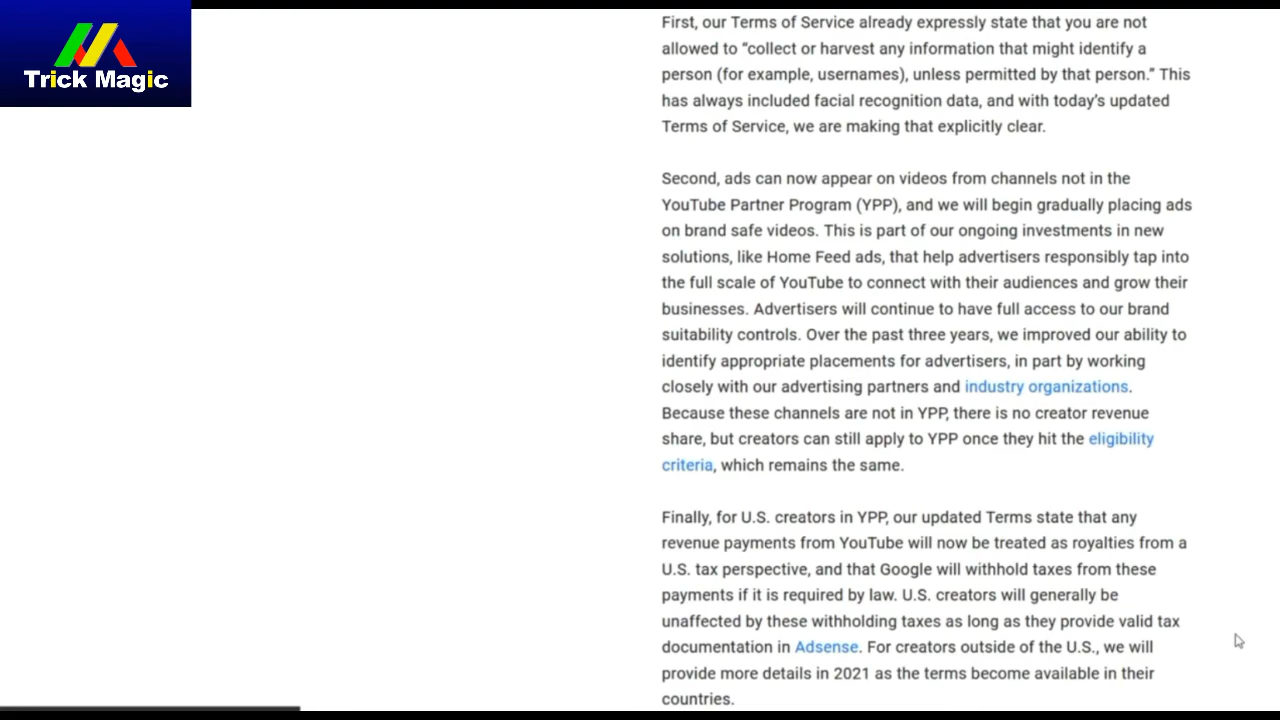 Trick Magic
First, our Terms of Service already expressly state that you are not
allowed to “collect or harvest any information that might identify a
person (for example, usernames), unless permitted by that person.” This
has always included facial recognition data, and with today’s updated
Terms of Service, we are making that explicitly clear.
Second, ads can now appear on videos from channels not in the
YouTube Partner Program (YPP), and we will begin gradually placing ads
on brand safe videos. This is part of our ongoing investments in new
solutions, like Home Feed ads, that help advertisers responsibly tap into
the full scale of YouTube to connect with their audiences and grow their
businesses. Advertisers will continue to have full access to our brand
suitability controls. Over the past three years, we improved our ability to
identify appropriate placements for advertisers, in part by working
closely with our advertising partners and industry organizations.
Because these channels are not in YPP, there is no creator revenue
share, but creators can still apply to YPP once they hit the eligibility
criteria, which remains the same.
Finally, for U.S. creators in YPP, our updated Terms state that any
revenue payments from YouTube will now be treated as royalties from a
U.S. tax perspective, and that Google will withhold taxes from these
payments if it is required by law. U.S. creators will generally be
unaffected by these withholding taxes as long as they provide valid tax
documentation in Adsense. For creators outside of the U.S., we will
provide more details in 2021 as the terms become available in their
countries.